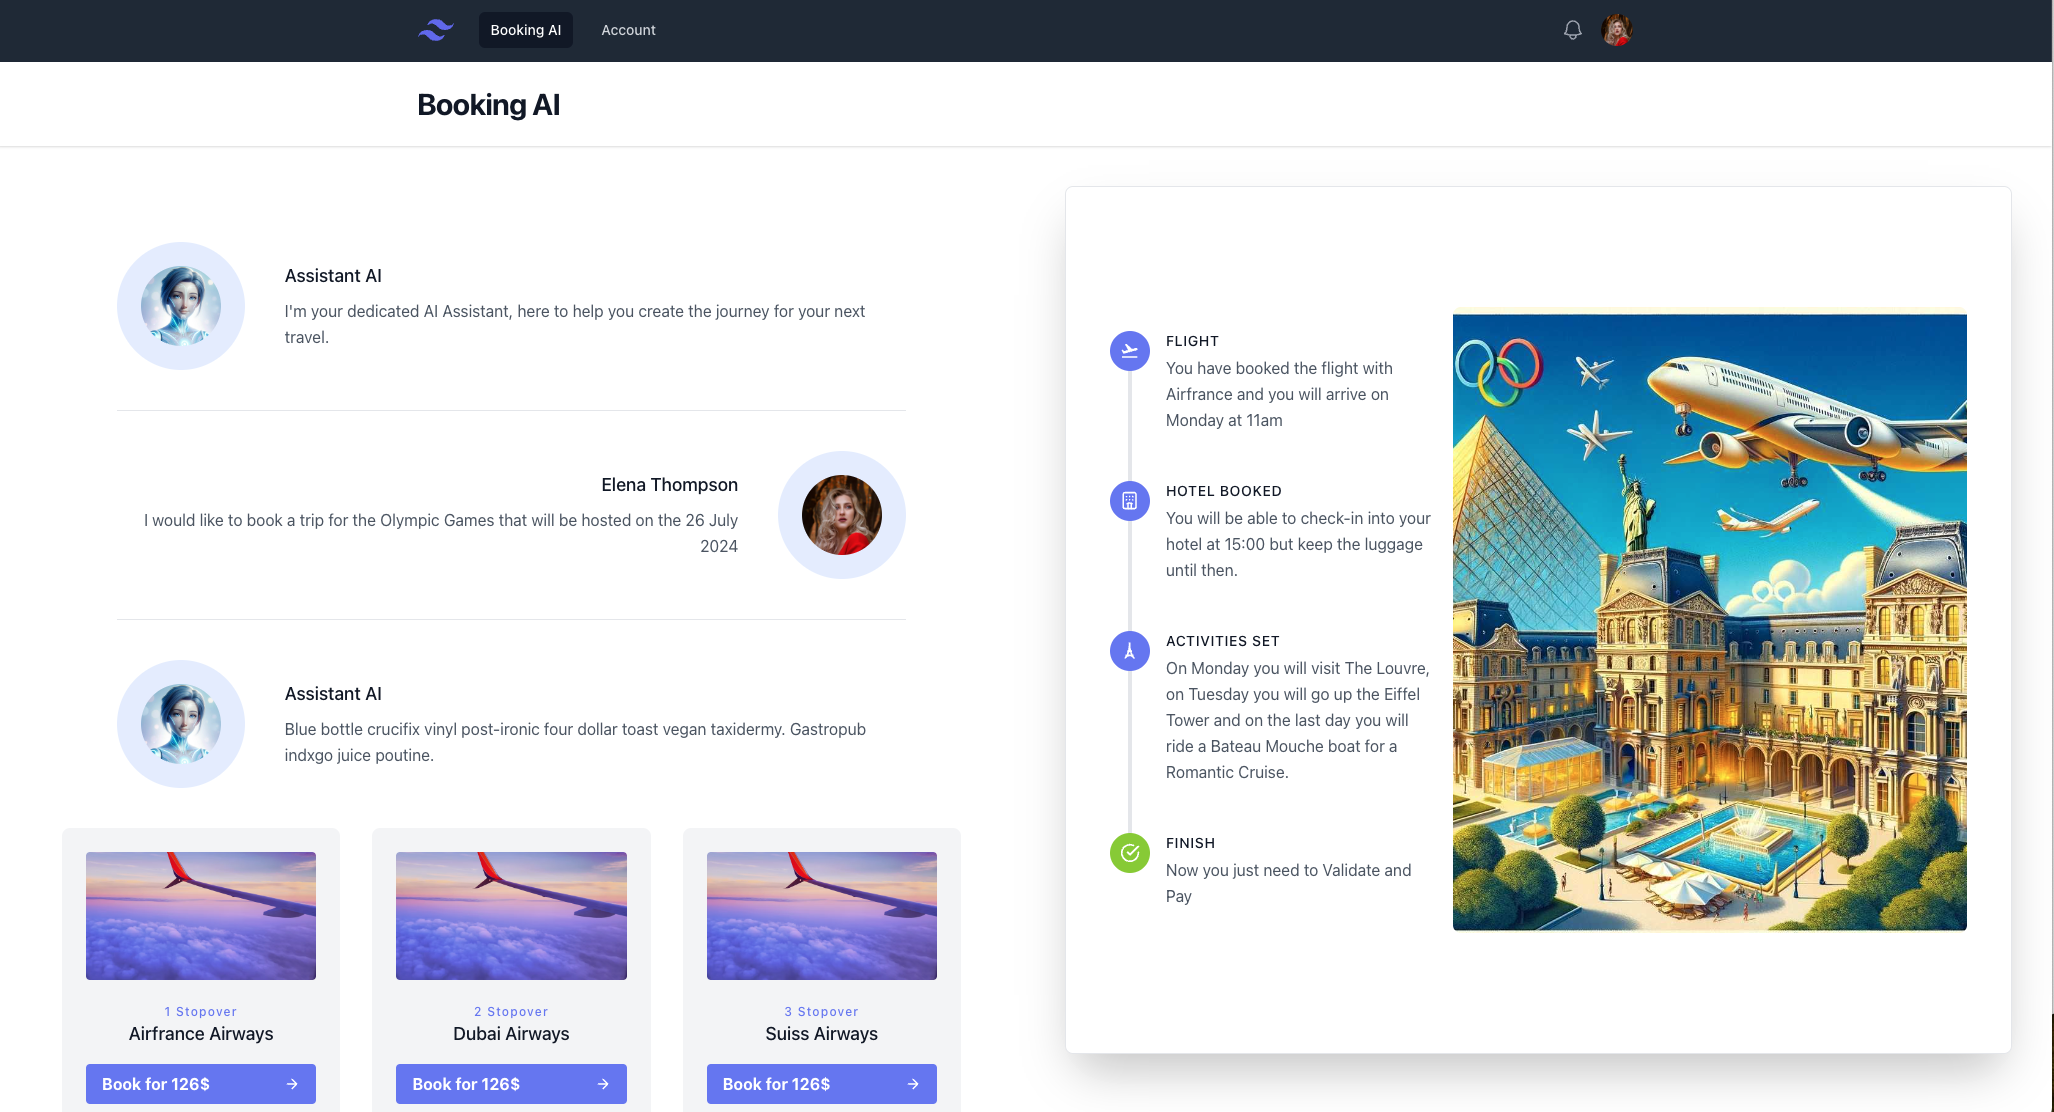 Booking AI
Account
Booking AI
Assistant AI
I'm your dedicated AI Assistant, here to help you create the journey for your next
travel.
Elena Thompson
I would like to book a trip for the Olympic Games that will be hosted on the 26 July
2024
Assistant AI
Blue bottle crucifix vinyl post-ironic four dollar toast vegan taxidermy. Gastropub
indxgo juice poutine.
1 Stopover
Airfrance Airways
Book for 126$
2 Stopover
Dubai Airways
Book for 126$
3 Stopover
Suiss Airways
Book for 126$
FLIGHT
You have booked the flight with
Airfrance and you will arrive on
Monday at 11am
HOTEL BOOKED
You will be able to check-in into your
hotel at 15:00 but keep the luggage
until then.
ACTIVITIES SET
On Monday you will visit The Louvre,
on Tuesday you will go up the Eiffel
Tower and on the last day you will
ride a Bateau Mouche boat for a
Romantic Cruise.
FINISH
Now you just need to Validate and
Pay